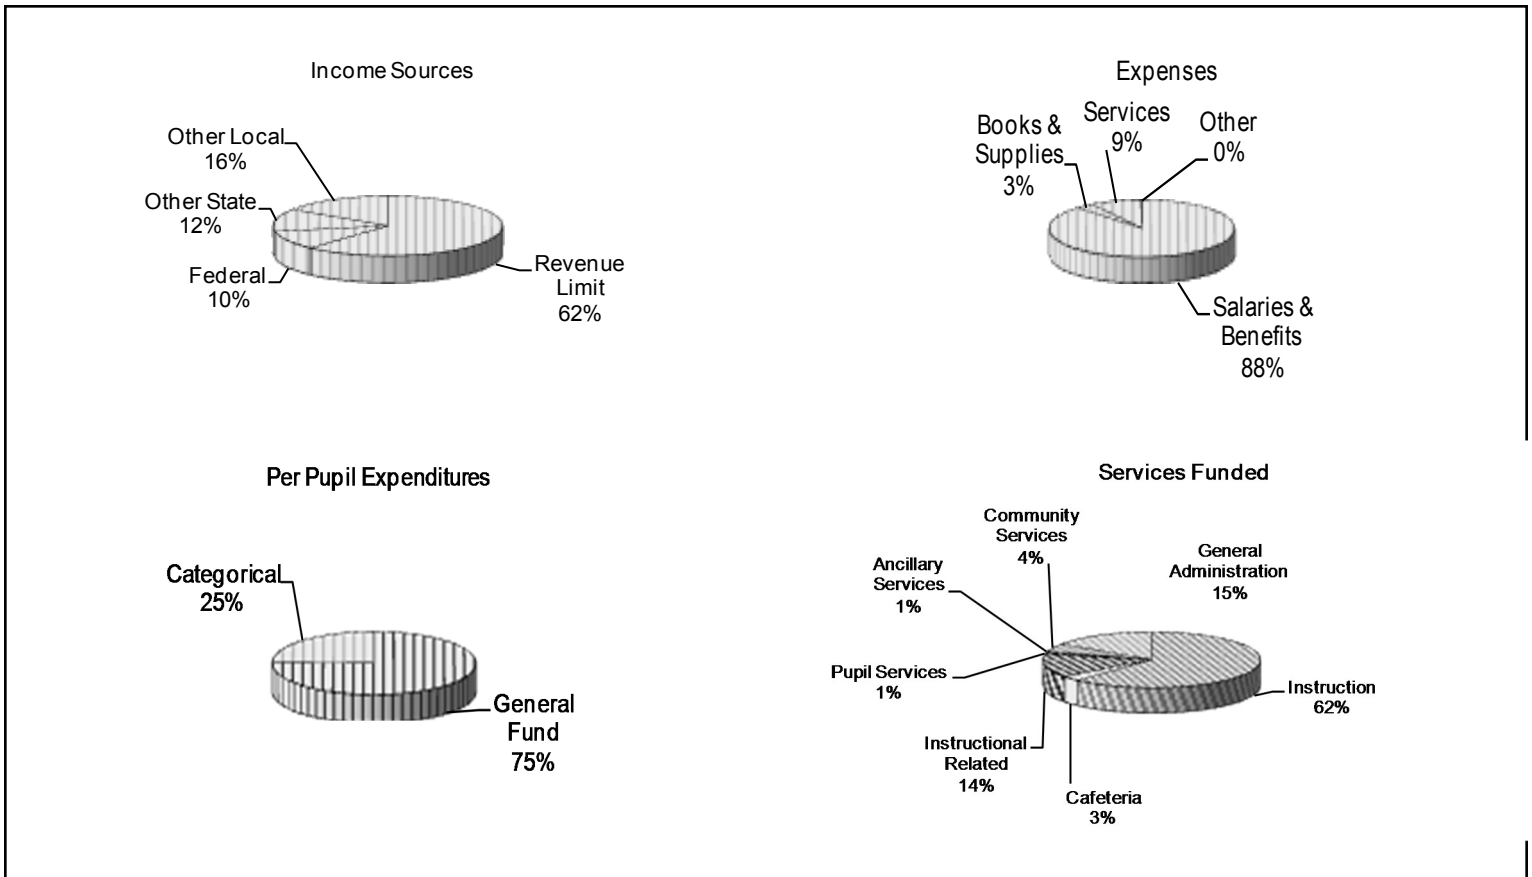 Income Sources
Other Local
16%
Other State
12%
Federal
10%
Revenue
Limit
62%
Expenses
Books &
Supplies
3%
Services
9%
Other
0%
Salaries &
Benefits
88%
Per Pupil Expenditures
Categorical
25%
General
Fund
75%
Services Funded
Community
Services
4%
General
Administration
15%
Ancillary
Services
1%
Pupil Services
1%
Instruction
62%
Instructional
Related
14%
Cafeteria
3%